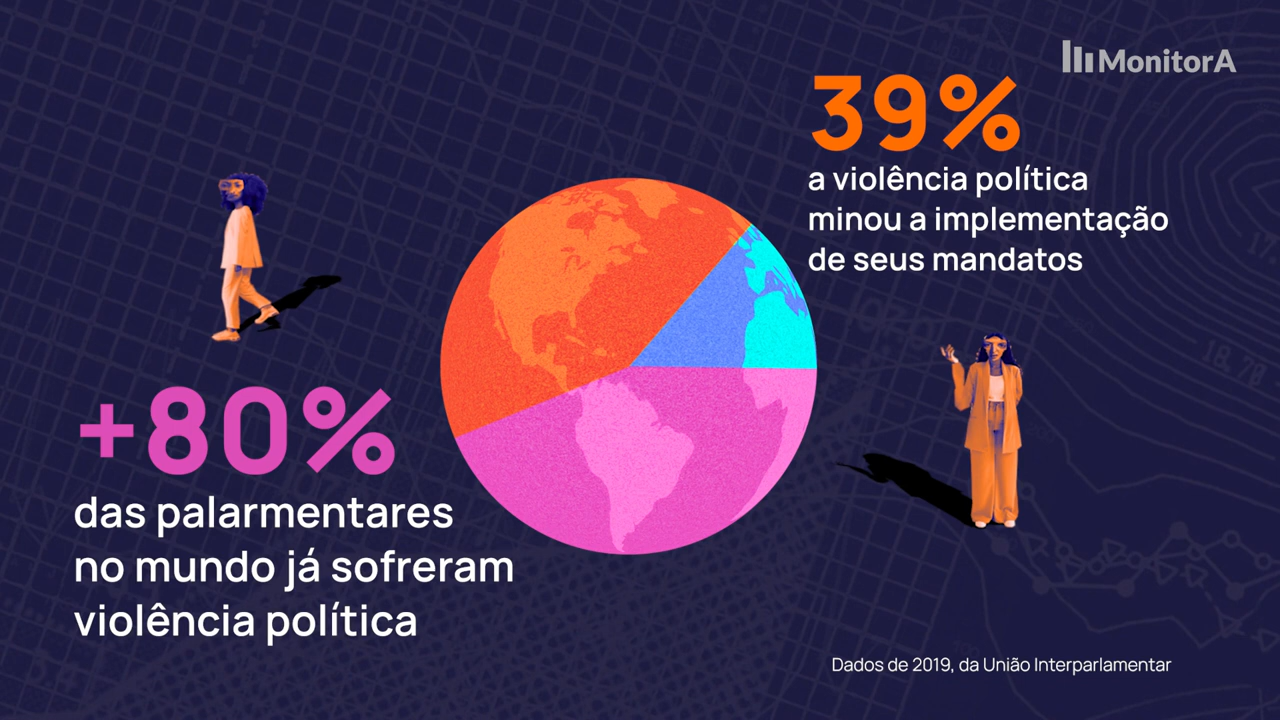 MonitorA
39%
a violência política
minou a implementação
de seus mandatos
+80%
das palarmentares
no mundo já sofreram
violência política
Dados de 2019, da União Interparlamentar